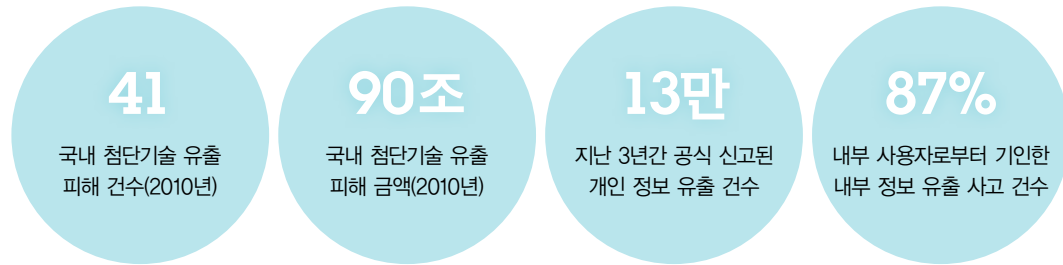 41
국내 첨단기술 유출
피해 건수(2010년)
90조
국내 첨단기술 유출
피해 금액(2010년)
13만
지난 3년간 공식 신고된
개인 정보 유출 건수
87%
내부 사용자로부터 기인한
내부 정보 유출 사고 건수